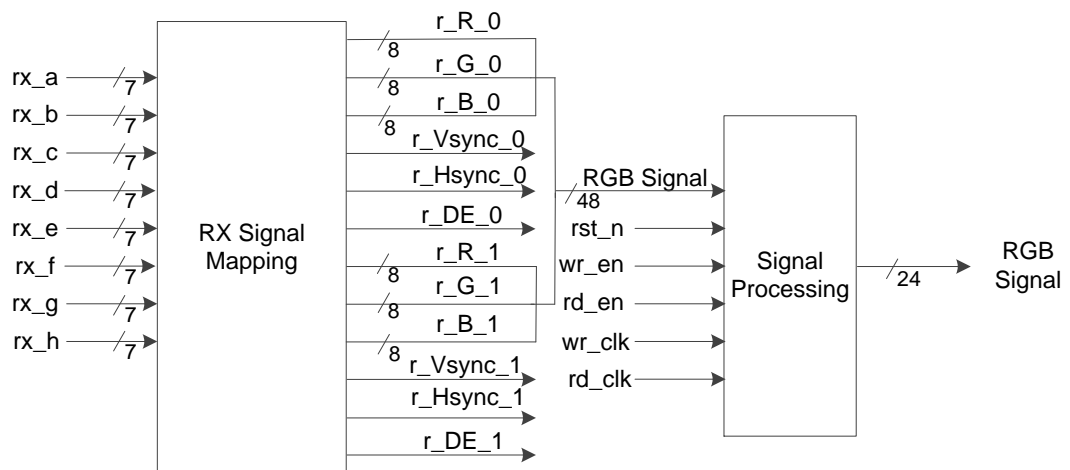 rx_a
7
rx_b
7
rx_c
7
rx_d
7
rx_e
7
rx_f
7
rx_g
7
rx_h
7
RX Signal
Mapping
r_R_0
8
r_G_0
8
r_B_0
8
r_Vsync_0
r_Hsync_0
r_DE_0
r_R_1
8
r_G_1
8
r_B_1
8
r_Vsync_1
r_Hsync_1
r_DE_1
RGB Signal
48
rst_n
wr_en
rd_en
wr_clk
rd_clk
Signal
Processing
24
RGB
Signal